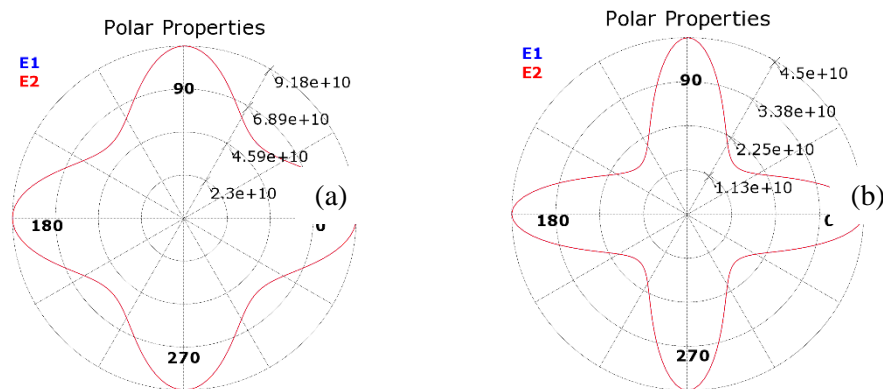 Polar Properties
E1
E2
90
9.18e+10
6.89e+10
4.59e+10
2.3e+10
180
0
270
(a)
Polar Properties
E1
E2
90
4.5e+10
3.38e+10
2.25e+10
1.13e+10
180
270
(b)